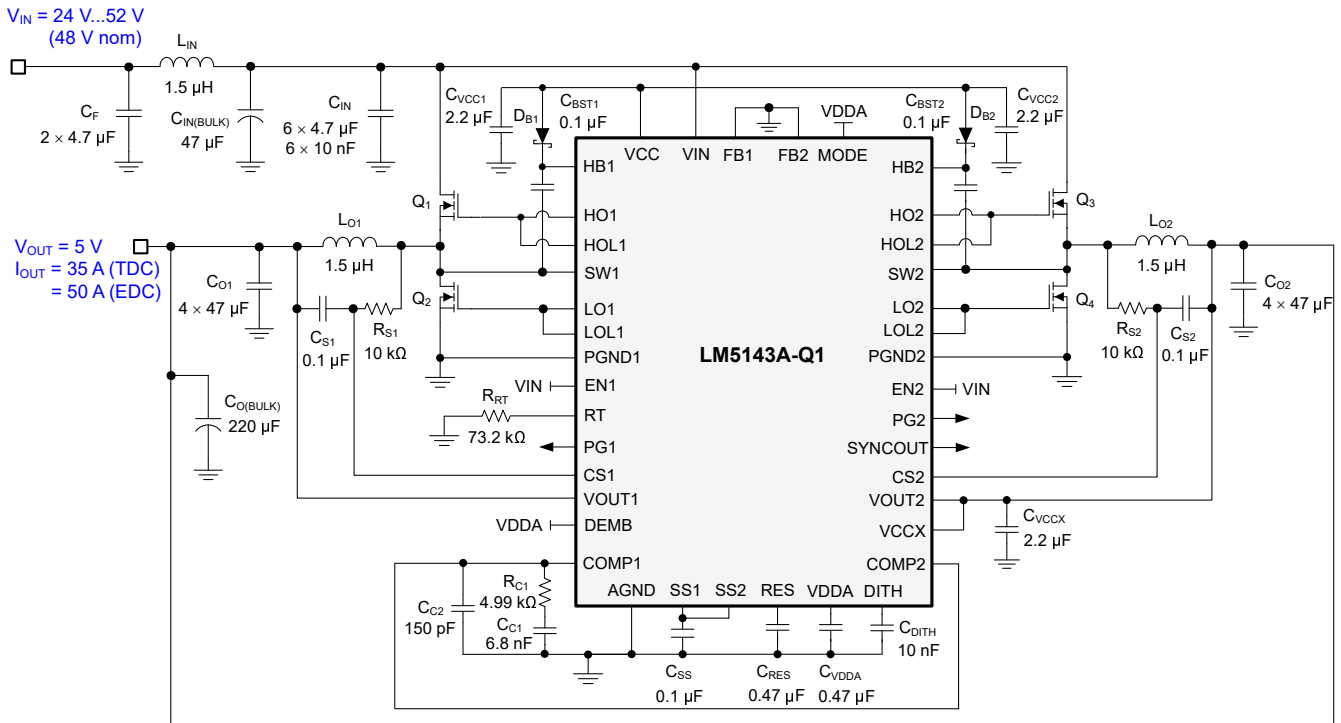 V_IN = 24 V...52 V
(48 V nom)
L_IN
1.5 µH
C_F
2 × 4.7 µF
C_IN(BULK)
47 µF
C_IN
6 × 4.7 µF
6 × 10 nF
C_VCC1
2.2 µF
D_B1
C_BST1
0.1 µF
C_BST2
0.1 µF
D_B2
C_VCC2
2.2 µF
VDDA
VCC
VIN
FB1
FB2
MODE
HB1
HO1
HOL1
SW1
LO1
LOL1
PGND1
EN1
RT
PG1
CS1
VOUT1
DEMB
COMP1
LM5143A-Q1
HB2
HO2
HOL2
SW2
LO2
LOL2
PGND2
EN2
PG2
SYNCOUT
CS2
VOUT2
VCCX
COMP2
AGND
SS1
SS2
RES
VDDA
DITH
Q1
Q2
Q3
Q4
V_OUT = 5 V
I_OUT = 35 A (TDC)
= 50 A (EDC)
L_O1
1.5 µH
C_O1
4 × 47 µF
C_S1
0.1 µF
R_S1
10 kΩ
C_O(BULK)
220 µF
VIN
R_RT
73.2 kΩ
VDDA
L_O2
1.5 µH
C_O2
4 × 47 µF
R_S2
10 kΩ
C_S2
0.1 µF
VIN
C_VCCX
2.2 µF
R_C1
4.99 kΩ
C_C2
150 pF
C_C1
6.8 nF
C_SS
0.1 µF
C_RES
0.47 µF
C_VDDA
0.47 µF
C_DITH
10 nF